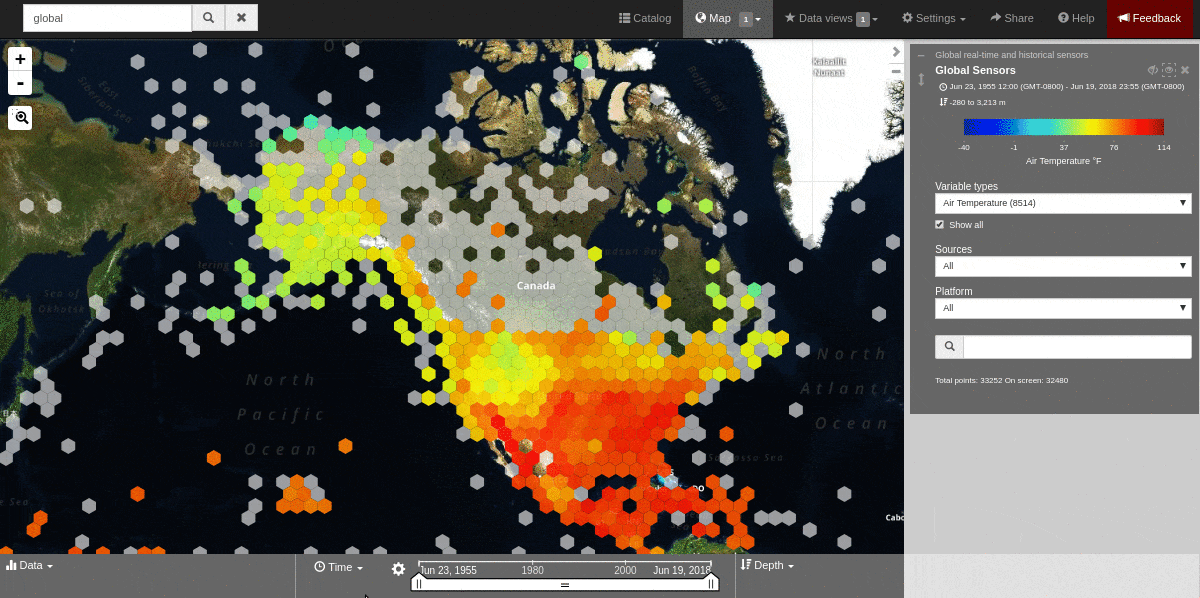 global
Catalog
Map 1
Data views 1
Settings
Share
Help
Feedback
+
-
Kalaallit
Nunaat
Baffin Bay
East
Siberian Sea
Sea of
Okhotsk
Canada
North
Pacific
Ocean
North
Atlantic
Ocean
Sargasso Sea
Global real-time and historical sensors
Global Sensors
Jun 23, 1955 12:00 (GMT-0800) - Jun 19, 2018 23:55 (GMT-0800)
-280 to 3,213 m
-40 -1 37 76 114
Air Temperature °F
Variable types
Air Temperature (8514)
Show all
Sources
All
Platform
All
Total points: 33252 On screen: 32480
Data
Time
Jun 23, 1955 1980 2000 Jun 19, 2018
Depth